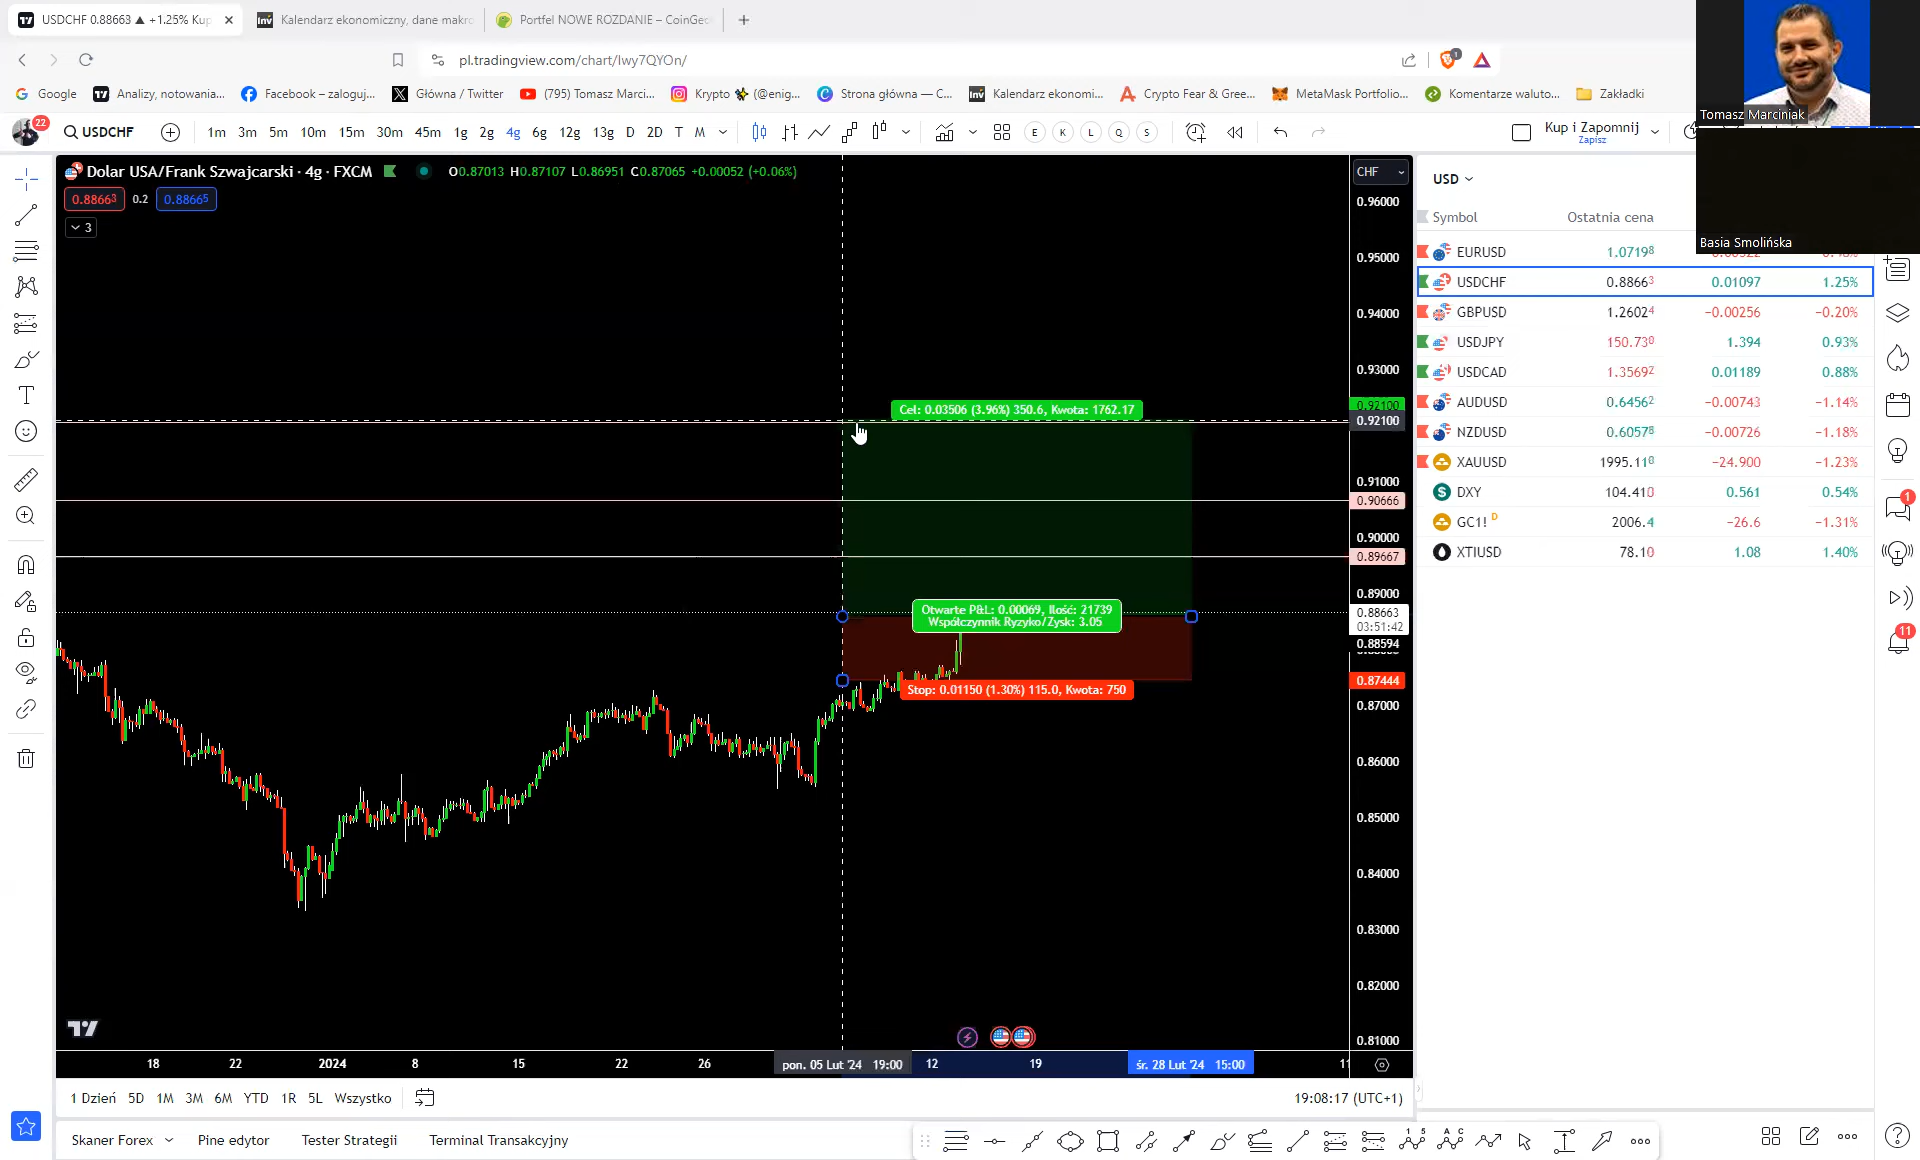 USDCHF 0.88663 ▲ +1.25% Kup
Kalendarz ekonomiczny, dane makro
Portfel NOWE ROZDANIE – CoinGec
pl.tradingview.com/chart/Iwy7QYOn/
Google
Analizy, notowania...
Facebook – zaloguj...
Główna / Twitter
(795) Tomasz Marci...
Krypto (@enig...
Strona główna — C...
Kalendarz ekonomi...
Crypto Fear & Gree...
MetaMask Portfolio...
Komentarze waluto...
Zakładki
Tomasz Marciniak
Basia Smolińska
22
USDCHF
1m 3m 5m 10m 15m 30m 45m 1g 2g 4g 6g 12g 13g D 2D T M
E K L Q S
Kup i Zapomnij
Zapisz
Dolar USA/Frank Szwajcarski · 4g · FXCM
O0.87013 H0.87107 L0.86951 C0.87065 +0.00052 (+0.06%)
0.88663 0.2 0.88665
3
CHF
0.96000
0.95000
0.94000
0.93000
0.92100
0.92100
0.91000
0.90666
0.90000
0.89667
0.89000
0.88663
03:51:42
0.88594
0.87444
0.87000
0.86000
0.85000
0.84000
0.83000
0.82000
0.81000
Cel: 0.03506 (3.96%) 350.6, Kwota: 1762.17
Otwarte P&L: 0.00069, Ilość: 21739
Współczynnik Ryzyko/Zysk: 3.05
Stop: 0.01150 (1.30%) 115.0, Kwota: 750
18 22 2024 8 15 22 26 pon. 05 Lut '24 19:00 12 19 śr. 28 Lut '24 15:00 11
1 Dzień 5D 1M 3M 6M YTD 1R 5L Wszystko
19:08:17 (UTC+1)
Skaner Forex
Pine edytor
Tester Strategii
Terminal Transakcyjny
USD
Symbol Ostatnia cena
EURUSD 1.07198
USDCHF 0.88663 0.01097 1.25%
GBPUSD 1.26024 −0.00256 −0.20%
USDJPY 150.730 1.394 0.93%
USDCAD 1.35692 0.01189 0.88%
AUDUSD 0.64562 −0.00743 −1.14%
NZDUSD 0.60578 −0.00726 −1.18%
XAUUSD 1995.110 −24.900 −1.23%
DXY 104.410 0.561 0.54%
GC1! D 2006.4 −26.6 −1.31%
XTIUSD 78.10 1.08 1.40%
1
11